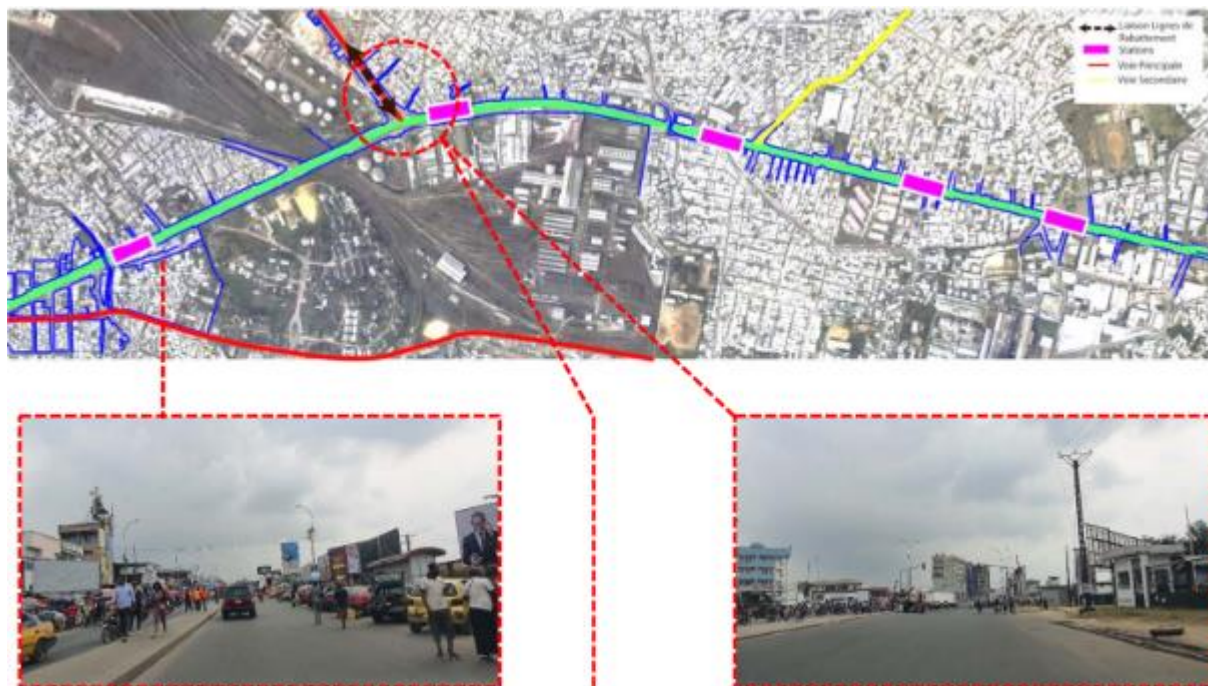 Liaison Lignes de
Rabattement
Stations
Voie Principale
Voie Secondaire